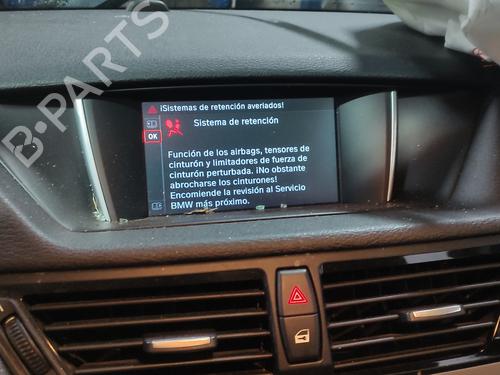 B-PARTS
¡Sistemas de retención averiados!
OK
Sistema de retención
Función de los airbags, tensores de
cinturón y limitadores de fuerza de
cinturón perturbada. ¡No obstante
abrocharse los cinturones!
Encomiende la revisión al Servicio
BMW más próximo.